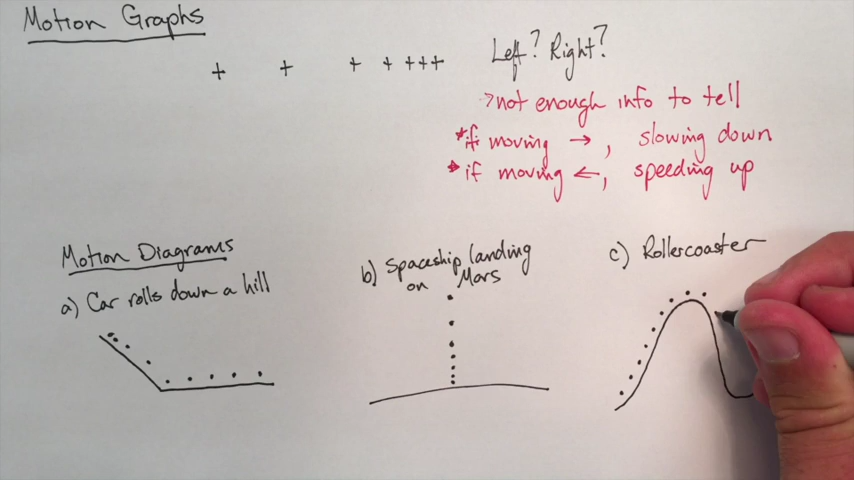 Motion Graphs
+ + + + + + +
Left? Right?
→not enough info to tell
*if moving →, slowing down
*if moving ←, speeding up
Motion Diagrams
a) Car rolls down a hill
b) Spaceship landing
on Mars
c) Rollercoaster